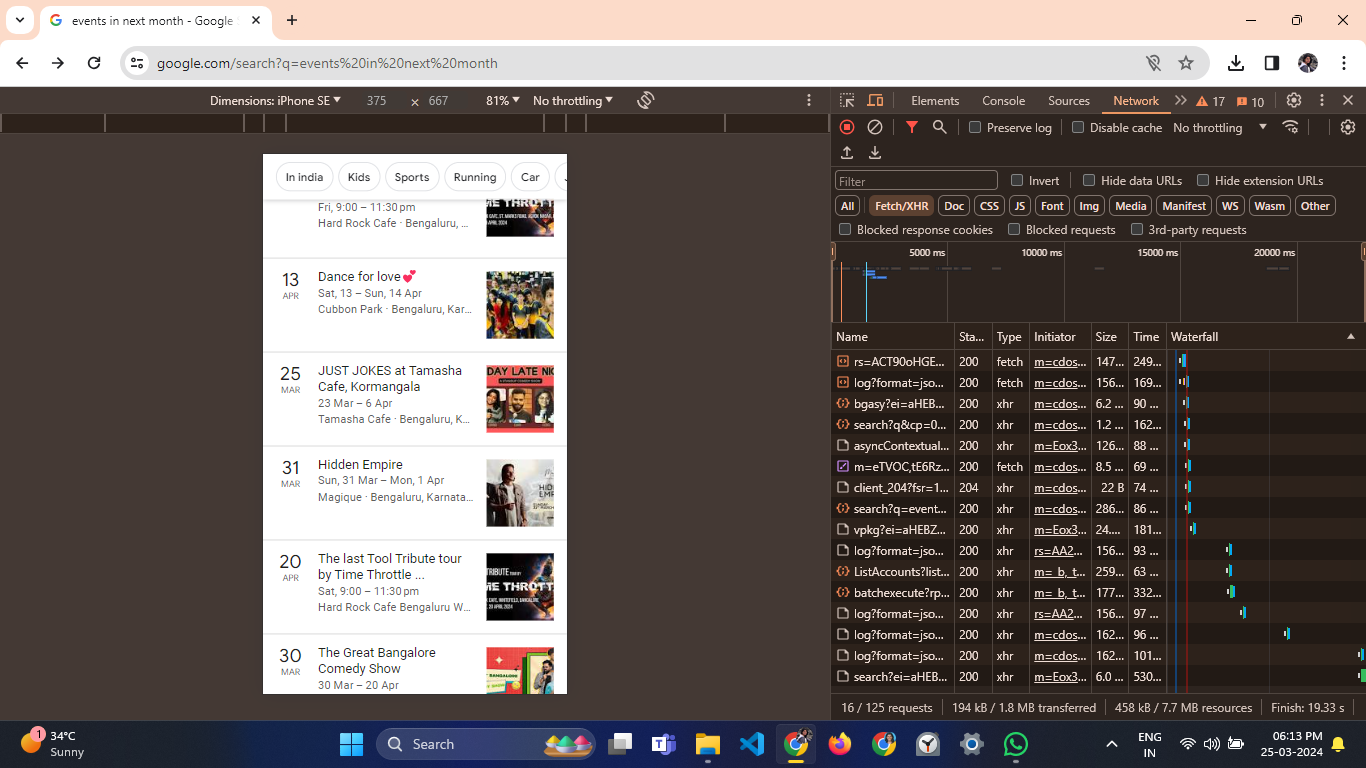 events in next month - Google
google.com/search?q=events%20in%20next%20month
Dimensions: iPhone SE 375 × 667 81% No throttling
Elements Console Sources Network 17 10
Preserve log Disable cache No throttling
Filter Invert Hide data URLs Hide extension URLs
All Fetch/XHR Doc CSS JS Font Img Media Manifest WS Wasm Other
Blocked response cookies Blocked requests 3rd-party requests
5000 ms 10000 ms 15000 ms 20000 ms
Name Sta... Type Initiator Size Time Waterfall
rs=ACT90oHGE... 200 fetch m=cdos... 147... 249...
log?format=jso... 200 fetch m=cdos... 156... 169...
bgasy?ei=aHEB... 200 xhr m=cdos... 6.2 ... 90 ...
search?q&cp=0... 200 xhr m=cdos... 1.2 ... 162...
asyncContextual... 200 xhr m=Eox3... 126... 88 ...
m=eTVOC,tE6Rz... 200 fetch m=cdos... 8.5 ... 69 ...
client_204?fsr=1... 204 xhr m=cdos... 22 B 74 ...
search?q=event... 200 xhr m=cdos... 286... 86 ...
vpkg?ei=aHEBZ... 200 xhr m=Eox3... 24.... 181...
log?format=jso... 200 xhr rs=AA2... 156... 93 ...
ListAccounts?list... 200 xhr m=_b,_t... 259... 63 ...
batchexecute?rp... 200 xhr m=_b,_t... 177... 332...
log?format=jso... 200 xhr rs=AA2... 156... 97 ...
log?format=jso... 200 xhr m=cdos... 162... 96 ...
log?format=jso... 200 xhr m=cdos... 162... 101...
search?ei=aHEB... 200 xhr m=Eox3... 6.0 ... 530...
16 / 125 requests 194 kB / 1.8 MB transferred 458 kB / 7.7 MB resources Finish: 19.33 s
In india Kids Sports Running Car
Fri, 9:00 – 11:30 pm
Hard Rock Cafe · Bengaluru, ...
13 APR
Dance for love💕
Sat, 13 – Sun, 14 Apr
Cubbon Park · Bengaluru, Kar...
25 MAR
JUST JOKES at Tamasha
Cafe, Kormangala
23 Mar – 6 Apr
Tamasha Cafe · Bengaluru, K...
31 MAR
Hidden Empire
Sun, 31 Mar – Mon, 1 Apr
Magique · Bengaluru, Karnata...
20 APR
The last Tool Tribute tour
by Time Throttle ...
Sat, 9:00 – 11:30 pm
Hard Rock Cafe Bengaluru W...
30 MAR
The Great Bangalore
Comedy Show
30 Mar – 20 Apr
1
34°C
Sunny
Search
ENG
IN
06:13 PM
25-03-2024